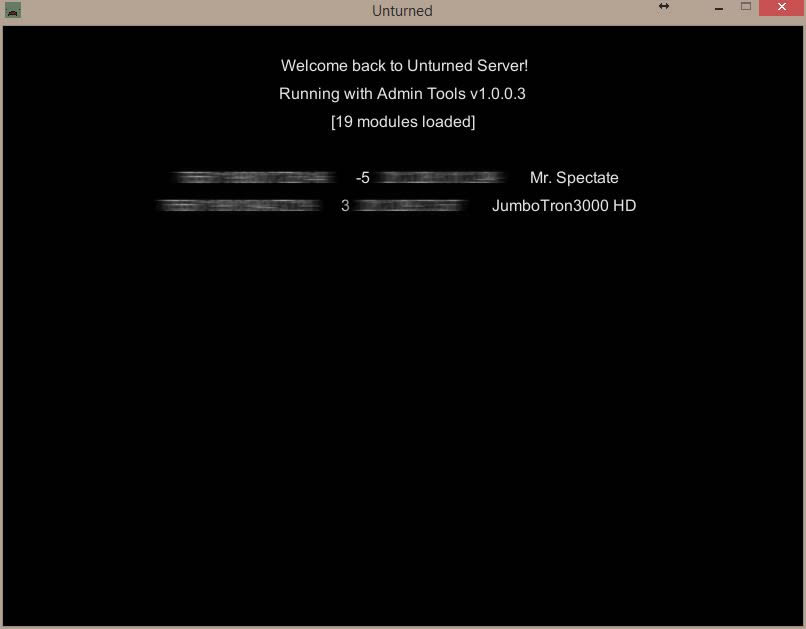 Unturned
Welcome back to Unturned Server!
Running with Admin Tools v1.0.0.3
[19 modules loaded]
-5 Mr. Spectate
3 JumboTron3000 HD